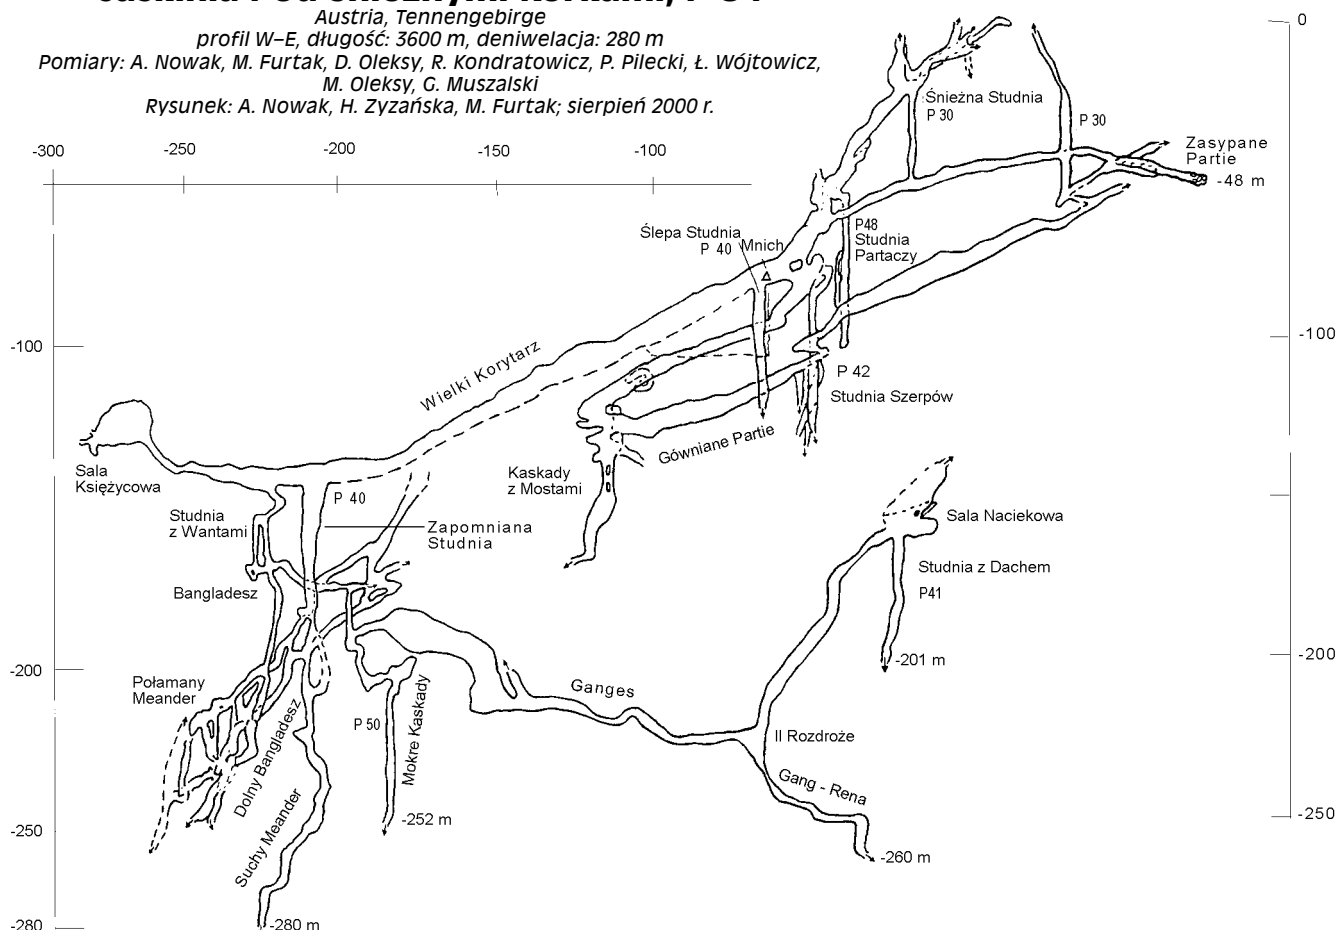 Austria, Tennengebirge
profil W–E, długość: 3600 m, deniwelacja: 280 m
Pomiary: A. Nowak, M. Furtak, D. Oleksy, R. Kondratowicz, P. Pilecki, Ł. Wójtowicz,
M. Oleksy, G. Muszalski
Rysunek: A. Nowak, H. Zyzańska, M. Furtak; sierpień 2000 r.
0
Śnieżna Studnia
P 30
P 30
Zasypane
Partie
-48 m
-300
-250
-200
-150
-100
Ślepa Studnia
P 40
Mnich
P48
Studnia
Partaczy
-100
-100
Wielki Korytarz
P 42
Studnia Szerpów
Gówniane Partie
Sala
Księżycowa
Kaskady
z Mostami
P 40
Studnia
z Wantami
Zapomniana
Studnia
Sala Naciekowa
Bangladesz
Studnia z Dachem
P41
-200
-200
-201 m
Połamany
Meander
Ganges
P 50
Mokre Kaskady
Dolny Bangladesz
II Rozdroże
Gang - Rena
Suchy Meander
-250
-250
-252 m
-260 m
-280
-280 m